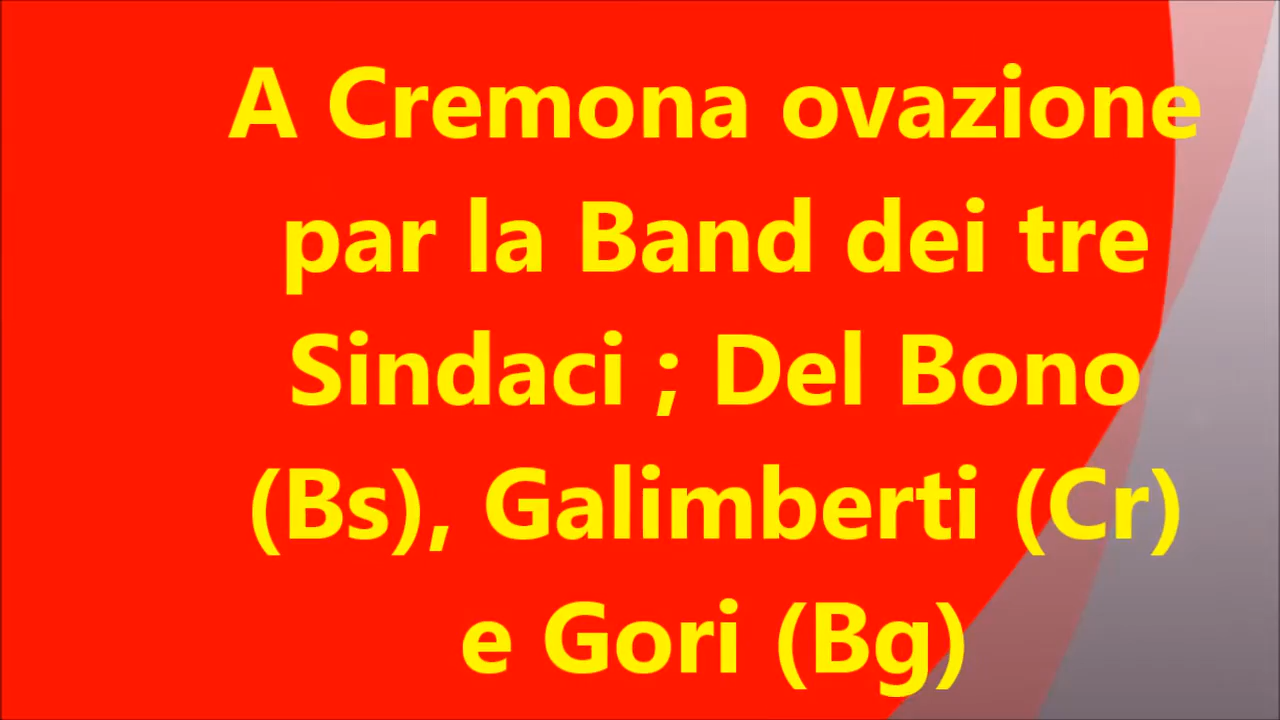 A Cremona ovazione
par la Band dei tre
Sindaci ; Del Bono
(Bs), Galimberti (Cr)
e Gori (Bg)